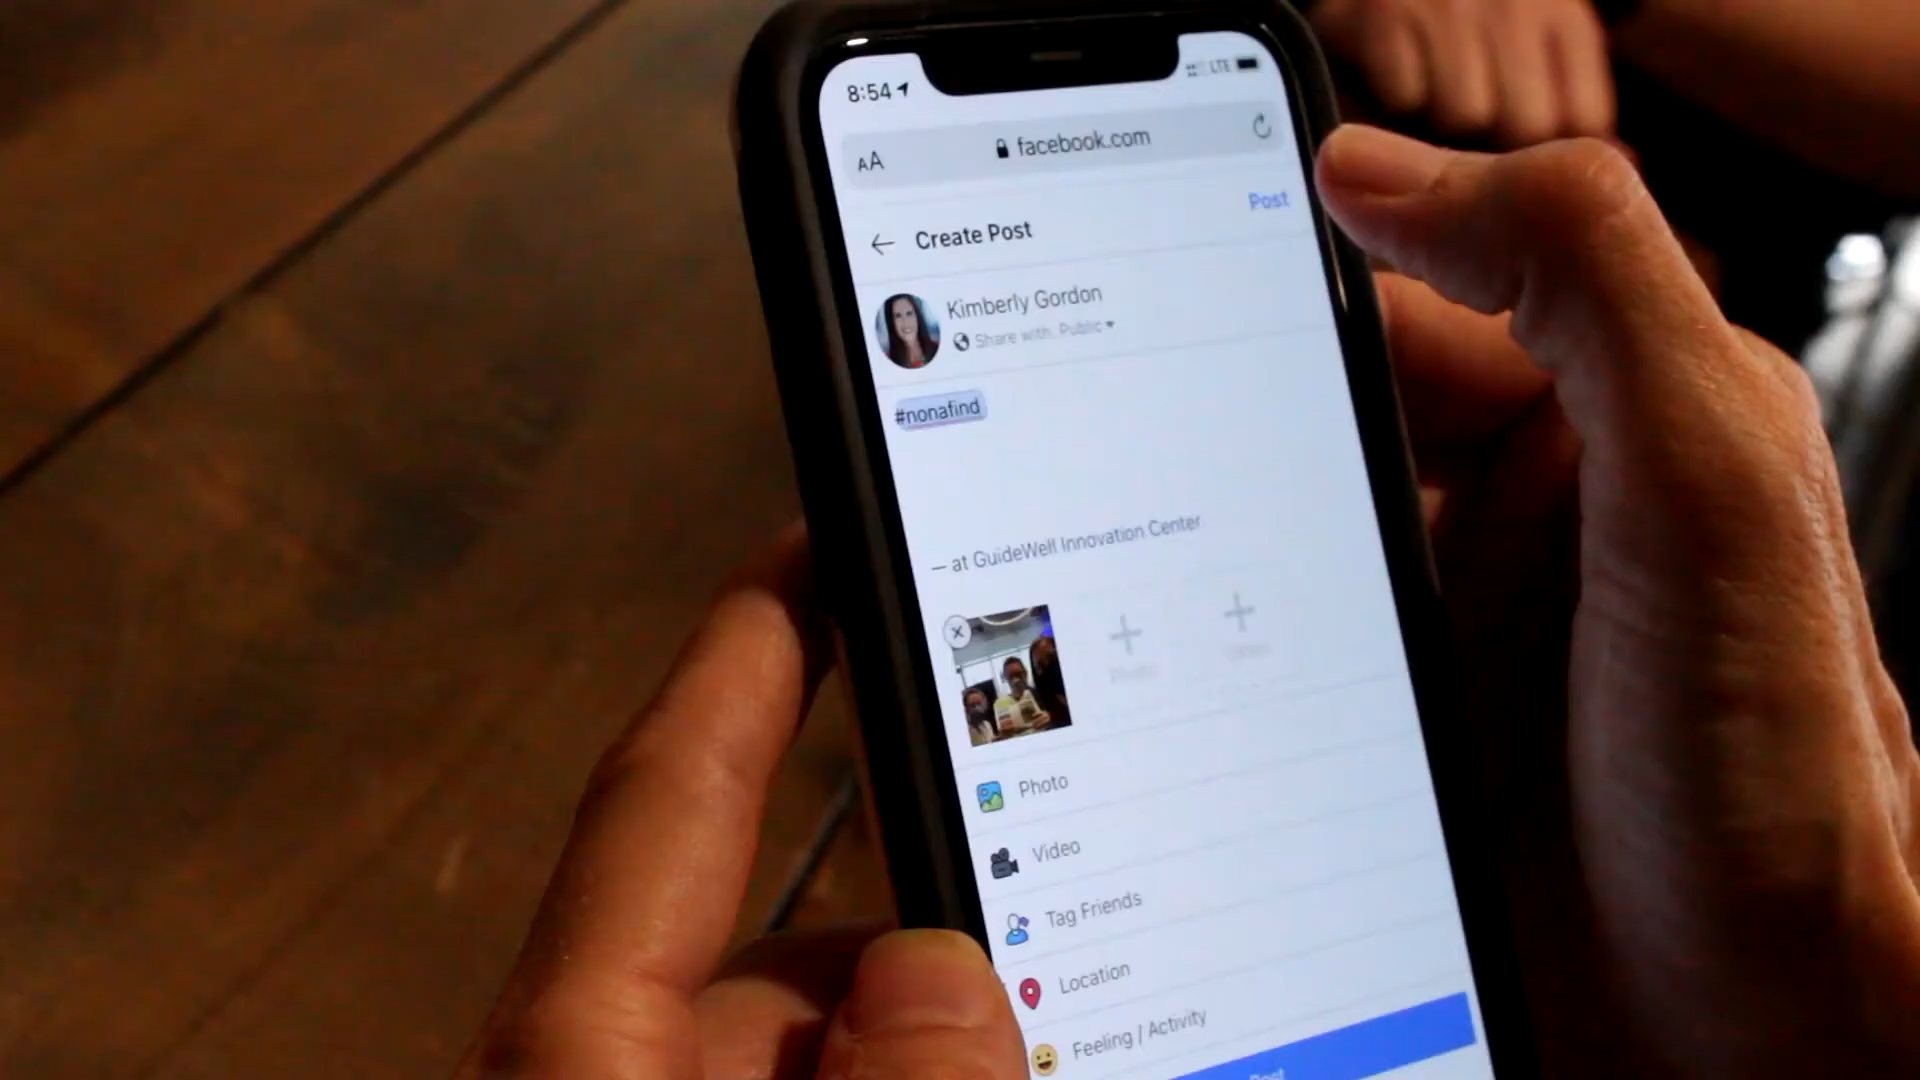 8:54
LTE
AA
facebook.com
Create Post
Post
Kimberly Gordon
Share with: Public
#nonafind
— at GuideWell Innovation Center
Photo
Video
Tag Friends
Location
Feeling / Activity
Post